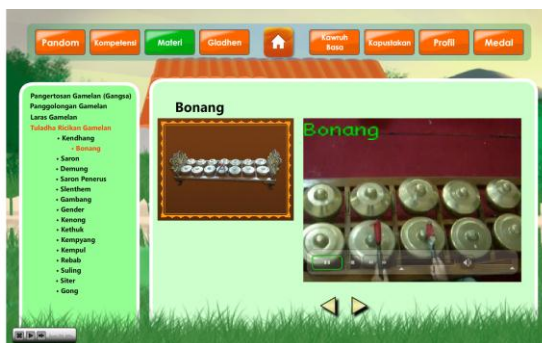 Pandom
Kompetensi
Materi
Gladhen
Kawruh
Basa
Kapustakan
Profil
Medal
Pangertosan Gamelan (Gangsa)
Panggolongan Gamelan
Laras Gamelan
Tuladha Ricikan Gamelan
• Kendhang
• Bonang
• Saron
• Demung
• Saron Penerus
• Slenthem
• Gambang
• Gender
• Kenong
• Kethuk
• Kempyang
• Kempul
• Rebab
• Suling
• Siter
• Gong
Bonang
Bonang